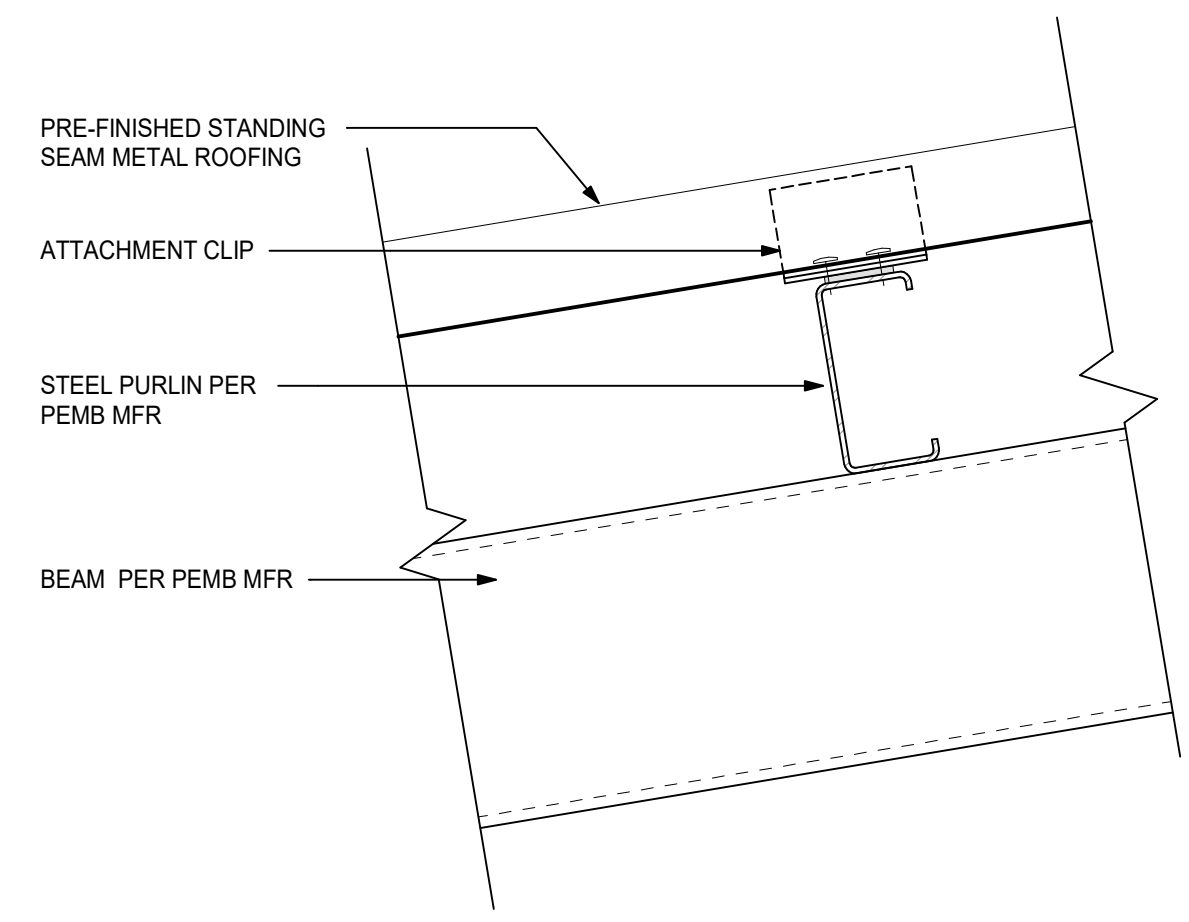 PRE-FINISHED STANDING
SEAM METAL ROOFING
ATTACHMENT CLIP
STEEL PURLIN PER
PEMB MFR
BEAM PER PEMB MFR